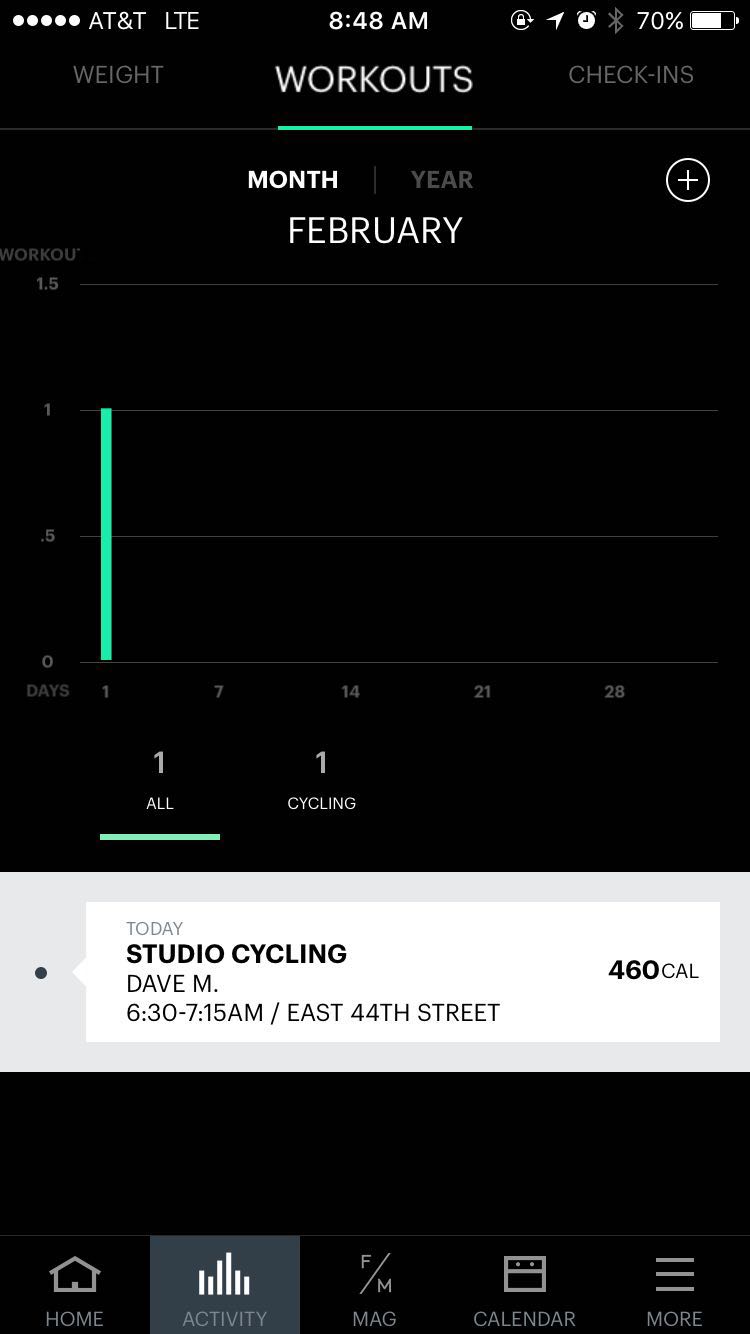 AT&T LTE 8:48 AM 70%
WEIGHT WORKOUTS CHECK-INS
MONTH | YEAR
FEBRUARY
WORKOU
1.5
1
.5
0
DAYS 1 7 14 21 28
1 1
ALL CYCLING
TODAY
STUDIO CYCLING
DAVE M.
460CAL
6:30-7:15AM / EAST 44TH STREET
F/M
HOME ACTIVITY MAG CALENDAR MORE